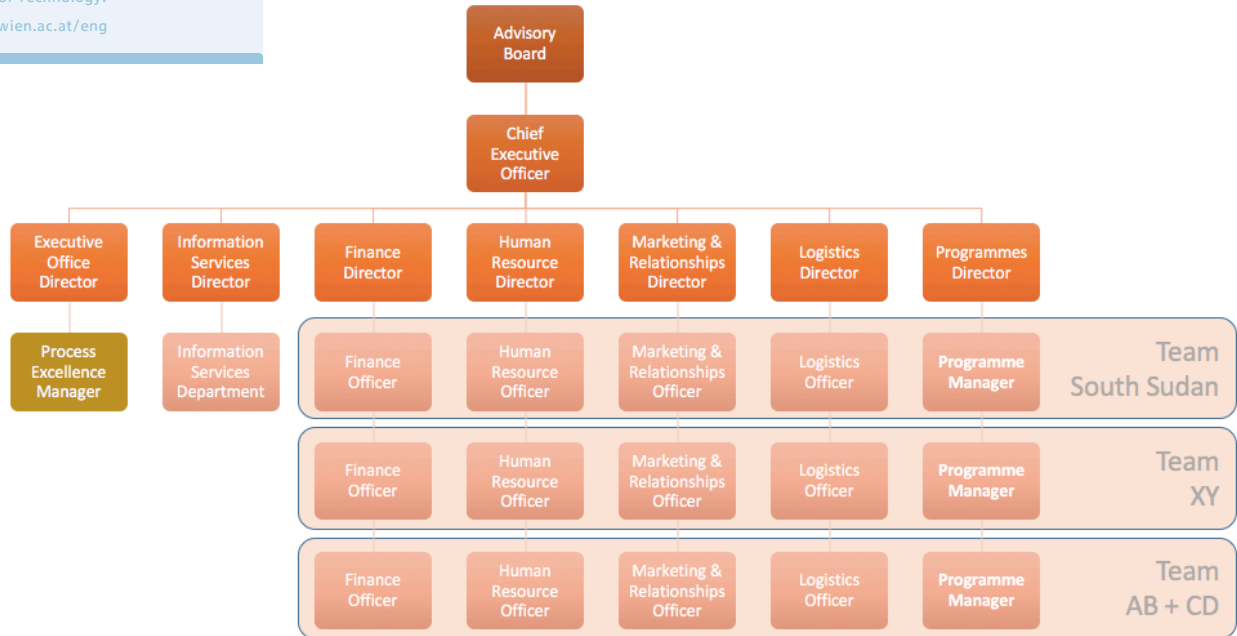 wien.ac.at/eng
Advisory
Board
Chief
Executive
Officer
Executive
Office
Director
Information
Services
Director
Finance
Director
Human
Resource
Director
Marketing &
Relationships
Director
Logistics
Director
Programmes
Director
Process
Excellence
Manager
Information
Services
Department
Finance
Officer
Human
Resource
Officer
Marketing &
Relationships
Officer
Logistics
Officer
Programme
Manager
Team
South Sudan
Finance
Officer
Human
Resource
Officer
Marketing &
Relationships
Officer
Logistics
Officer
Programme
Manager
Team
XY
Finance
Officer
Human
Resource
Officer
Marketing &
Relationships
Officer
Logistics
Officer
Programme
Manager
Team
AB + CD